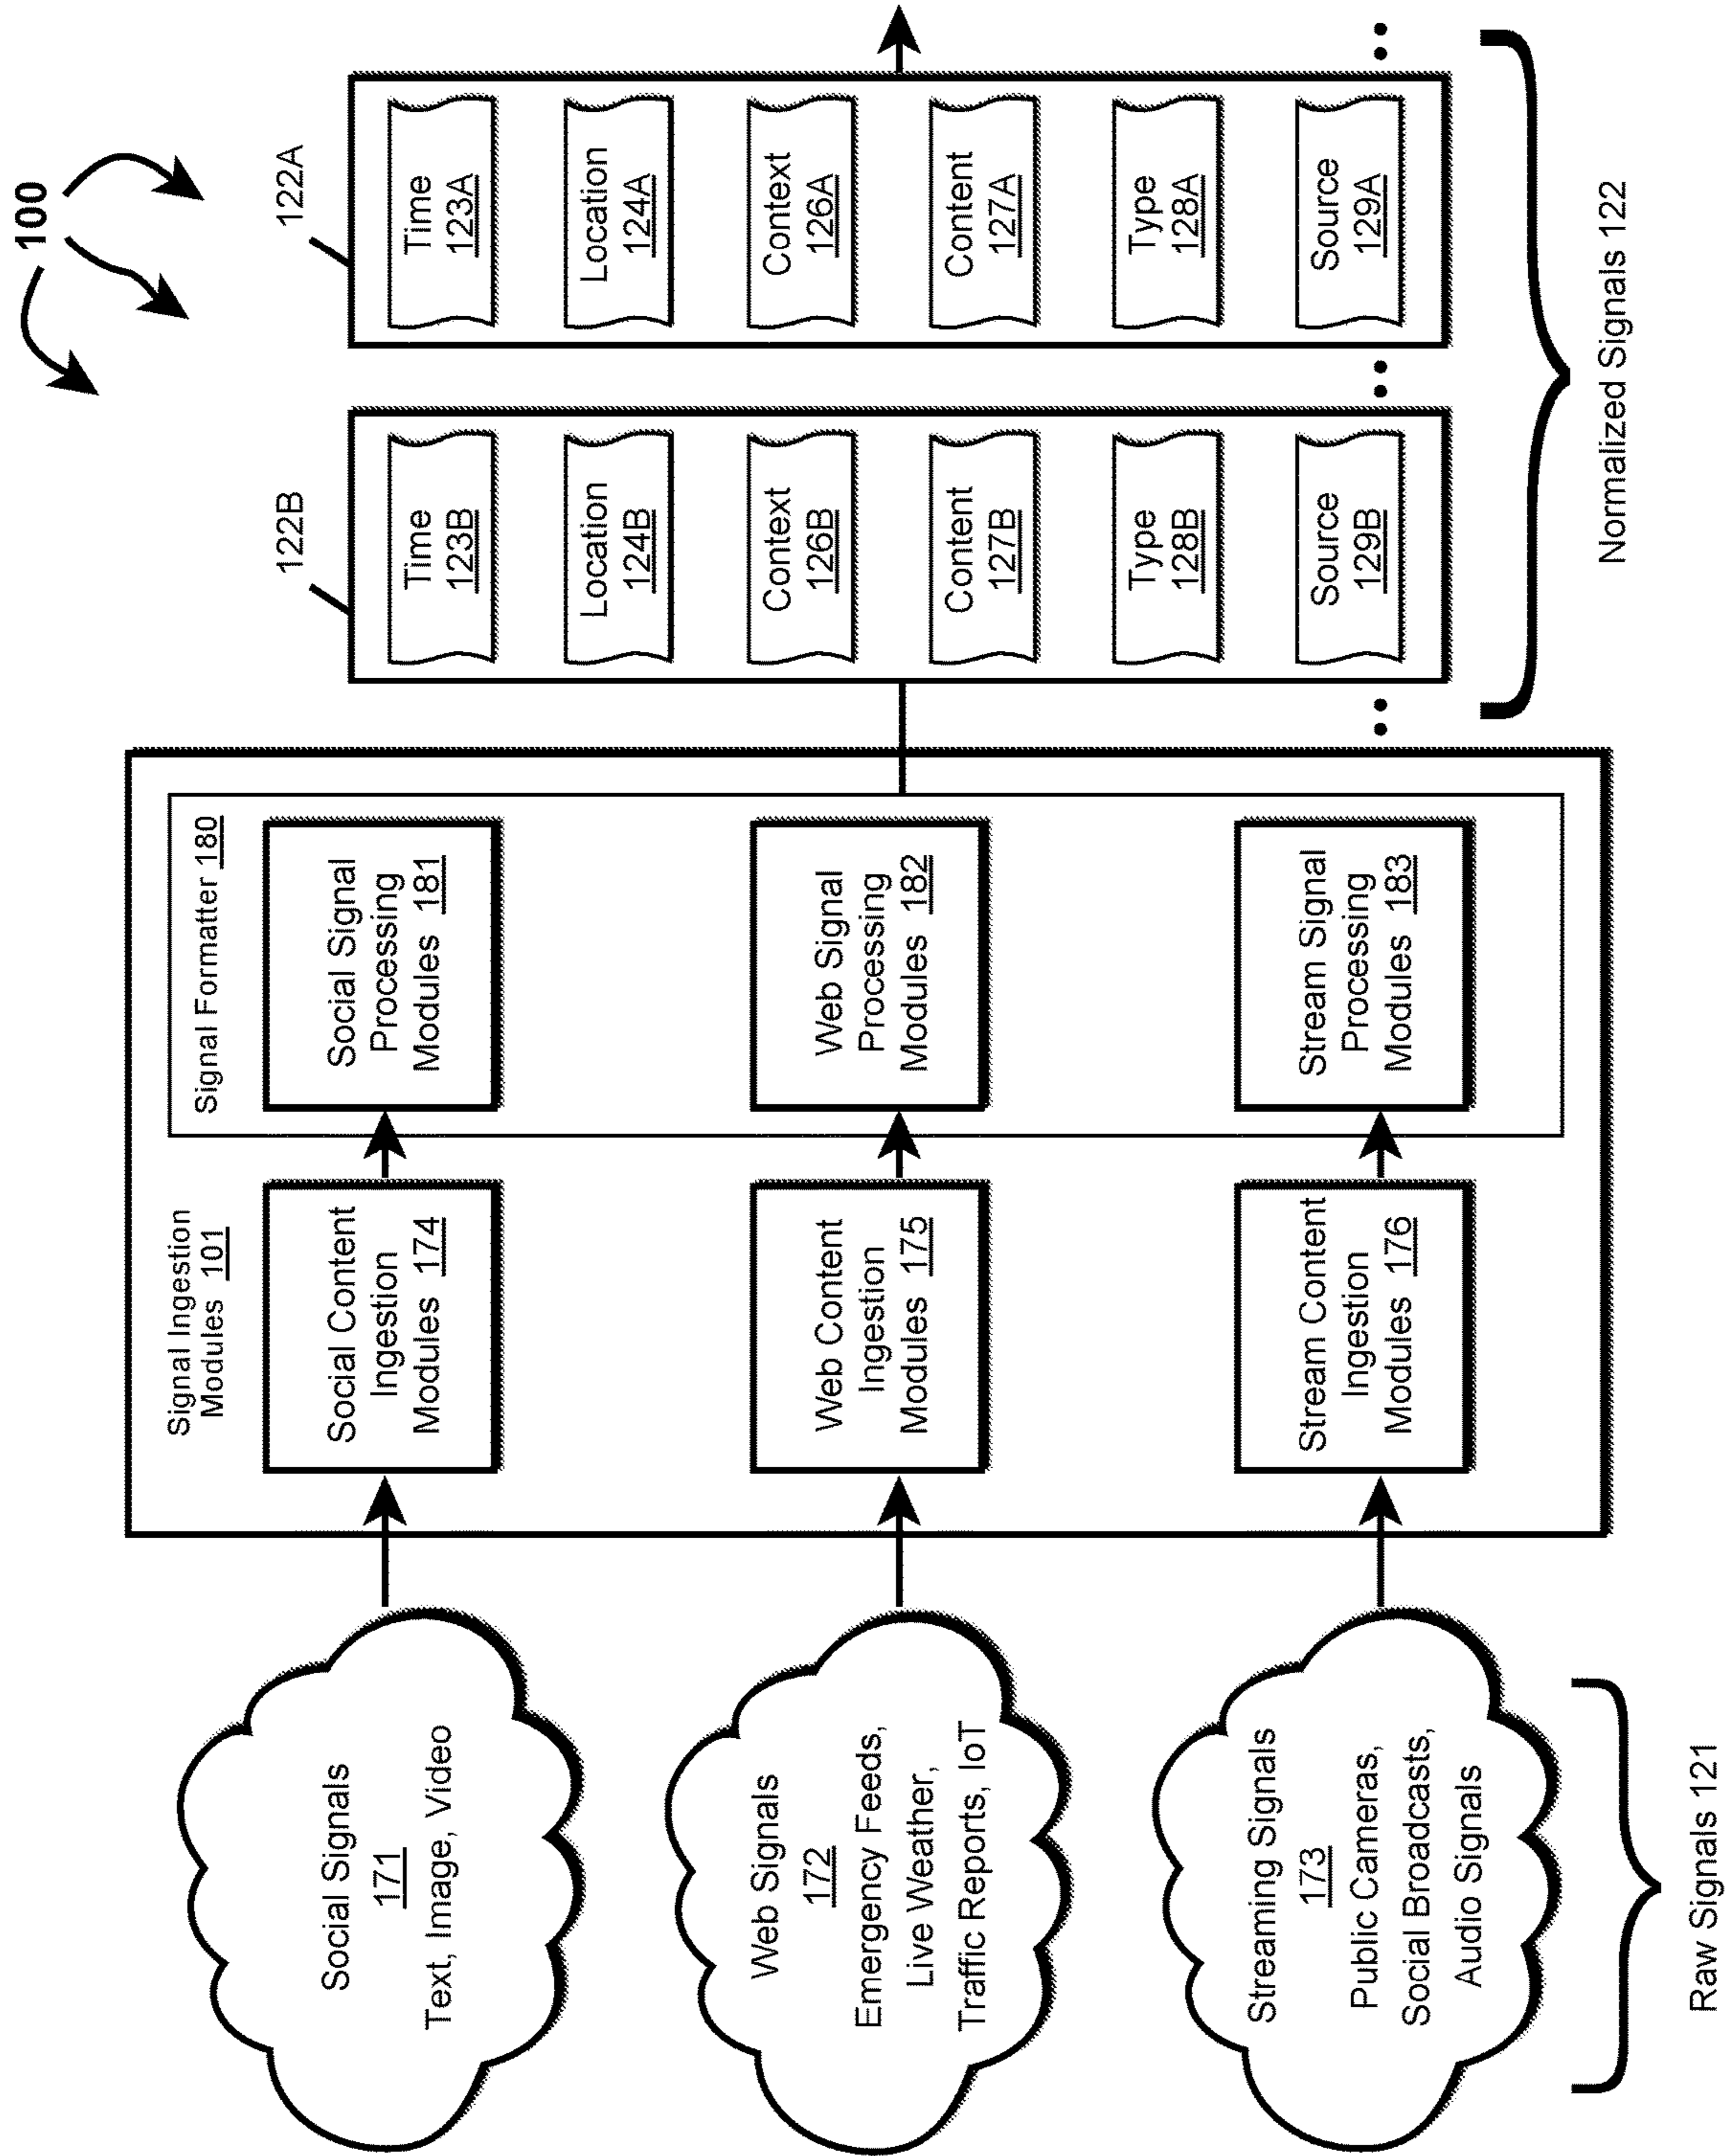 100
Social Signals
171
Text, Image, Video
Web Signals
172
Emergency Feeds,
Live Weather,
Traffic Reports, IoT
Streaming Signals
173
Public Cameras,
Social Broadcasts,
Audio Signals
Raw Signals 121
Signal Ingestion
Modules 101
Social Content
Ingestion
Modules 174
Web Content
Ingestion
Modules 175
Stream Content
Ingestion
Modules 176
Signal Formatter 180
Social Signal
Processing
Modules 181
Web Signal
Processing
Modules 182
Stream Signal
Processing
Modules 183
122B
Time
123B
Location
124B
Context
126B
Content
127B
Type
128B
Source
129B
122A
Time
123A
Location
124A
Context
126A
Content
127A
Type
128A
Source
129A
Normalized Signals 122